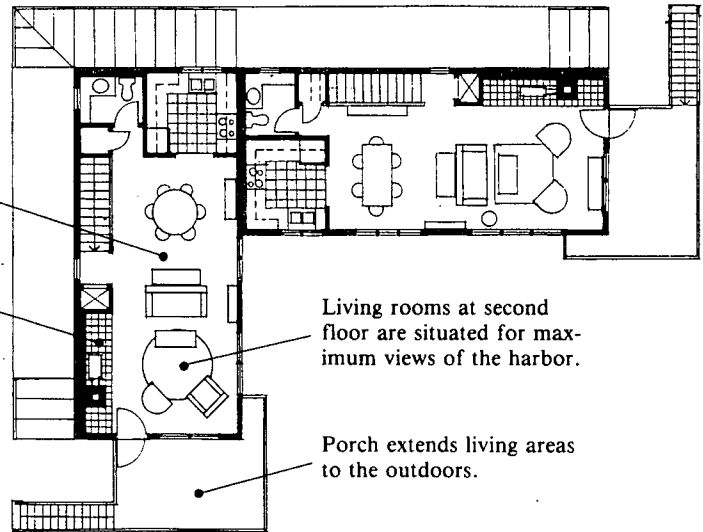 Living rooms at second
floor are situated for max-
imum views of the harbor.
Porch extends living areas
to the outdoors.